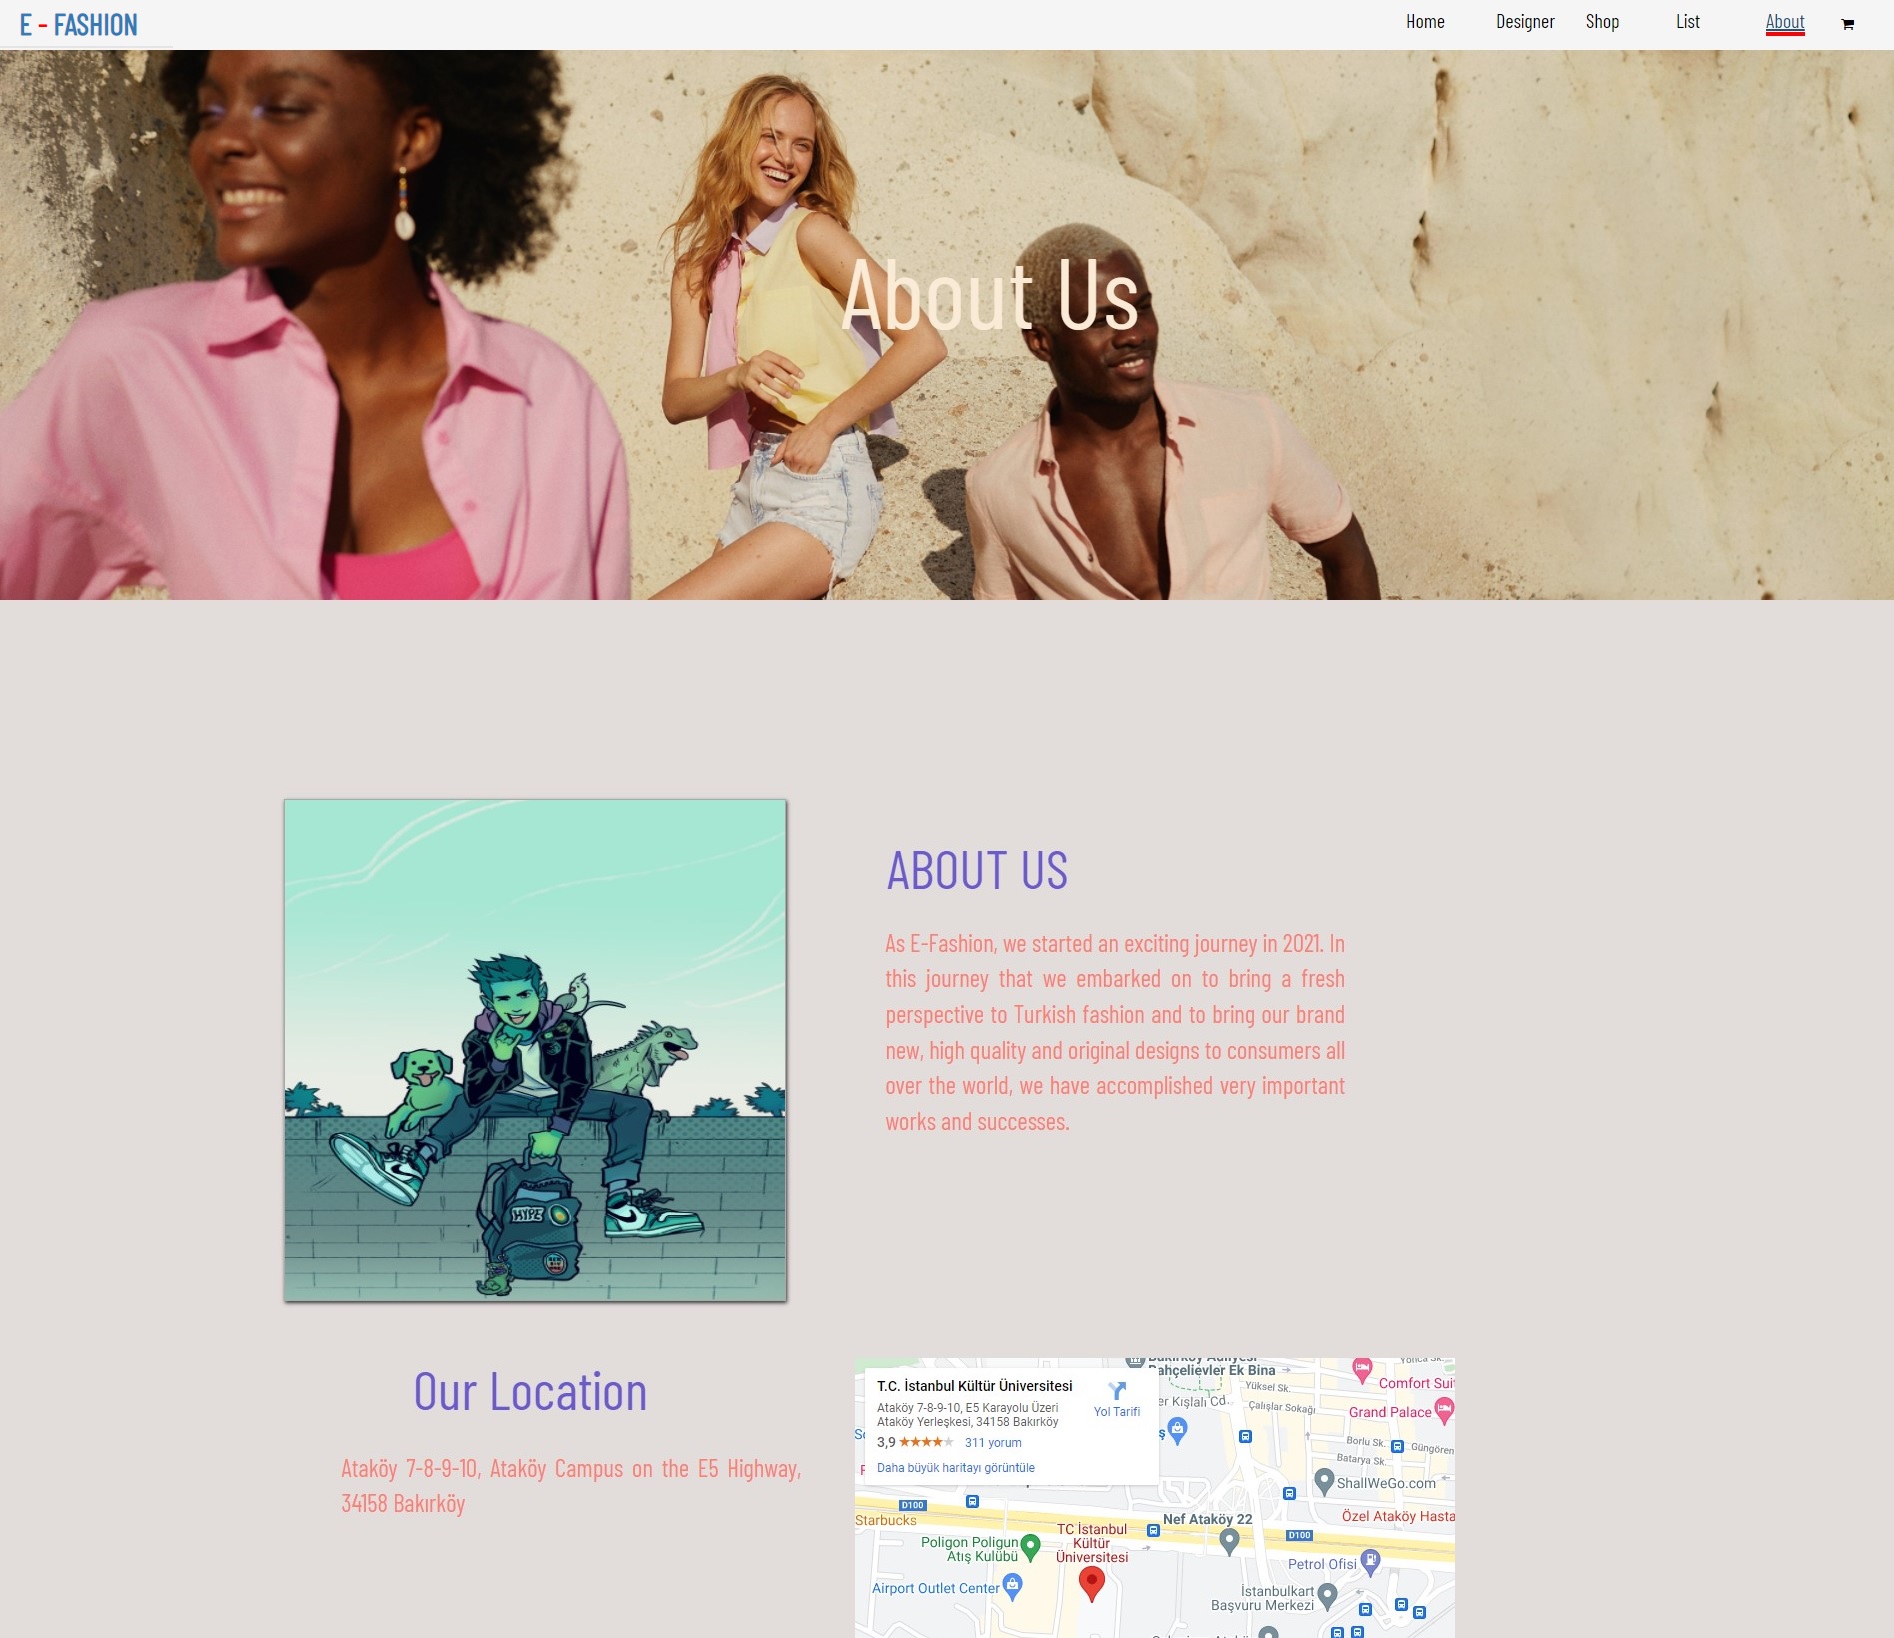 E - FASHION
Home Designer Shop List About
About Us
ABOUT US
As E-Fashion, we started an exciting journey in 2021. In
this journey that we embarked on to bring a fresh
perspective to Turkish fashion and to bring our brand
new, high quality and original designs to consumers all
over the world, we have accomplished very important
works and successes.
HYPE
Our Location
Ataköy 7-8-9-10, Ataköy Campus on the E5 Highway,
34158 Bakırköy
T.C. İstanbul Kültür Üniversitesi
Ataköy 7-8-9-10, E5 Karayolu Üzeri
Ataköy Yerleşkesi, 34158 Bakırköy
3,9
311 yorum
Daha büyük haritayı görüntüle
Yol Tarifi
Bahçelievler Ek Bina
Yüksel Sk.
Çalışlar Sokağı
Comfort Sui
Grand Palace
Borlu Sk.
Güngören
Batarya Sk.
ShallWeGo.com
D100
Starbucks
Nef Ataköy 22
Özel Ataköy Hasta
D100
Poligon Poligun
Atış Kulübü
TC İstanbul
Kültür
Üniversitesi
Petrol Ofisi
Airport Outlet Center
İstanbulkart
Başvuru Merkezi